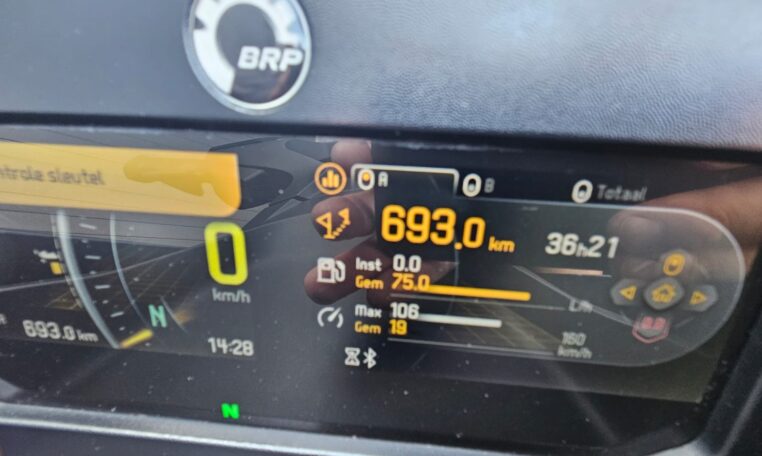 BRP
ntrole sleutel
A
B
Totaal
693.0 km
36h21
0
km/h
Inst 0.0
Gem 75.0
L/h
Max 106
Gem 19
160
km/h
N
693.0 km
14:28
N